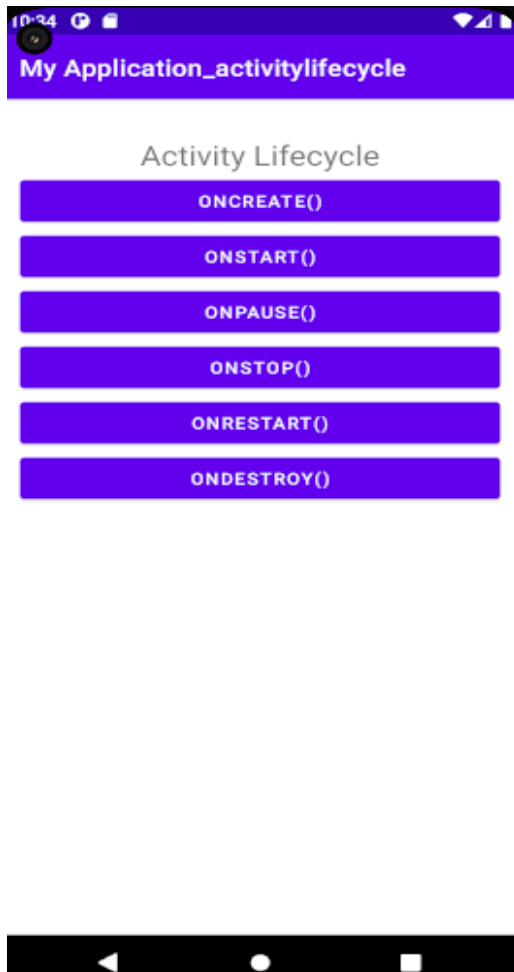 10:34
My Application_activitylifecycle
Activity Lifecycle
ONCREATE()
ONSTART()
ONPAUSE()
ONSTOP()
ONRESTART()
ONDESTROY()